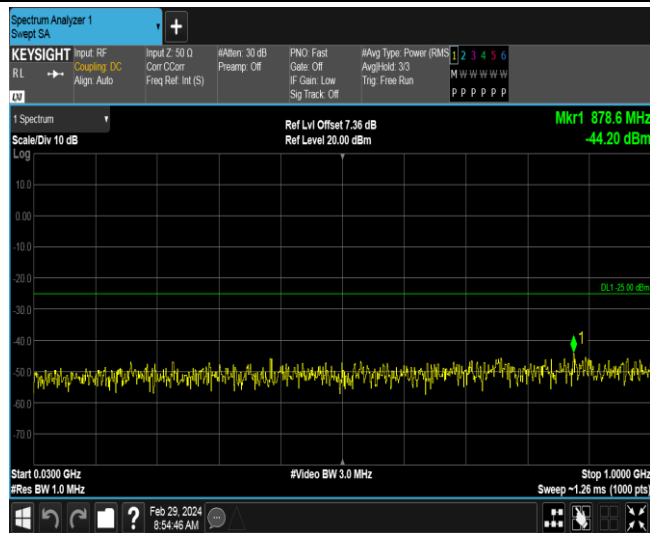 Spectrum Analyzer 1
Swept SA
KEYSIGHT Input: RF Input Z: 50 Ω #Atten: 30 dB PNO: Fast #Avg Type: Power (RMS 1 2 3 4 5 6
RL Coupling: DC Corr CCorr Preamp: Off Gate: Off Avg|Hold: 3/3 M W W W W W
Align: Auto Freq Ref: Int (S) IF Gain: Low Trig: Free Run
LXI Sig Track: Off P P P P P P
1 Spectrum Ref Lvl Offset 7.36 dB Mkr1 878.6 MHz
Scale/Div 10 dB Ref Level 20.00 dBm -44.20 dBm
Log
10.0
0.00
-10.0
-20.0
DL1 -25.00 dBm
-30.0
-40.0
1
-50.0
-60.0
-70.0
Start 0.0300 GHz #Video BW 3.0 MHz Stop 1.0000 GHz
#Res BW 1.0 MHz Sweep ~1.26 ms (1000 pts)
? Feb 29, 2024
8:54:46 AM